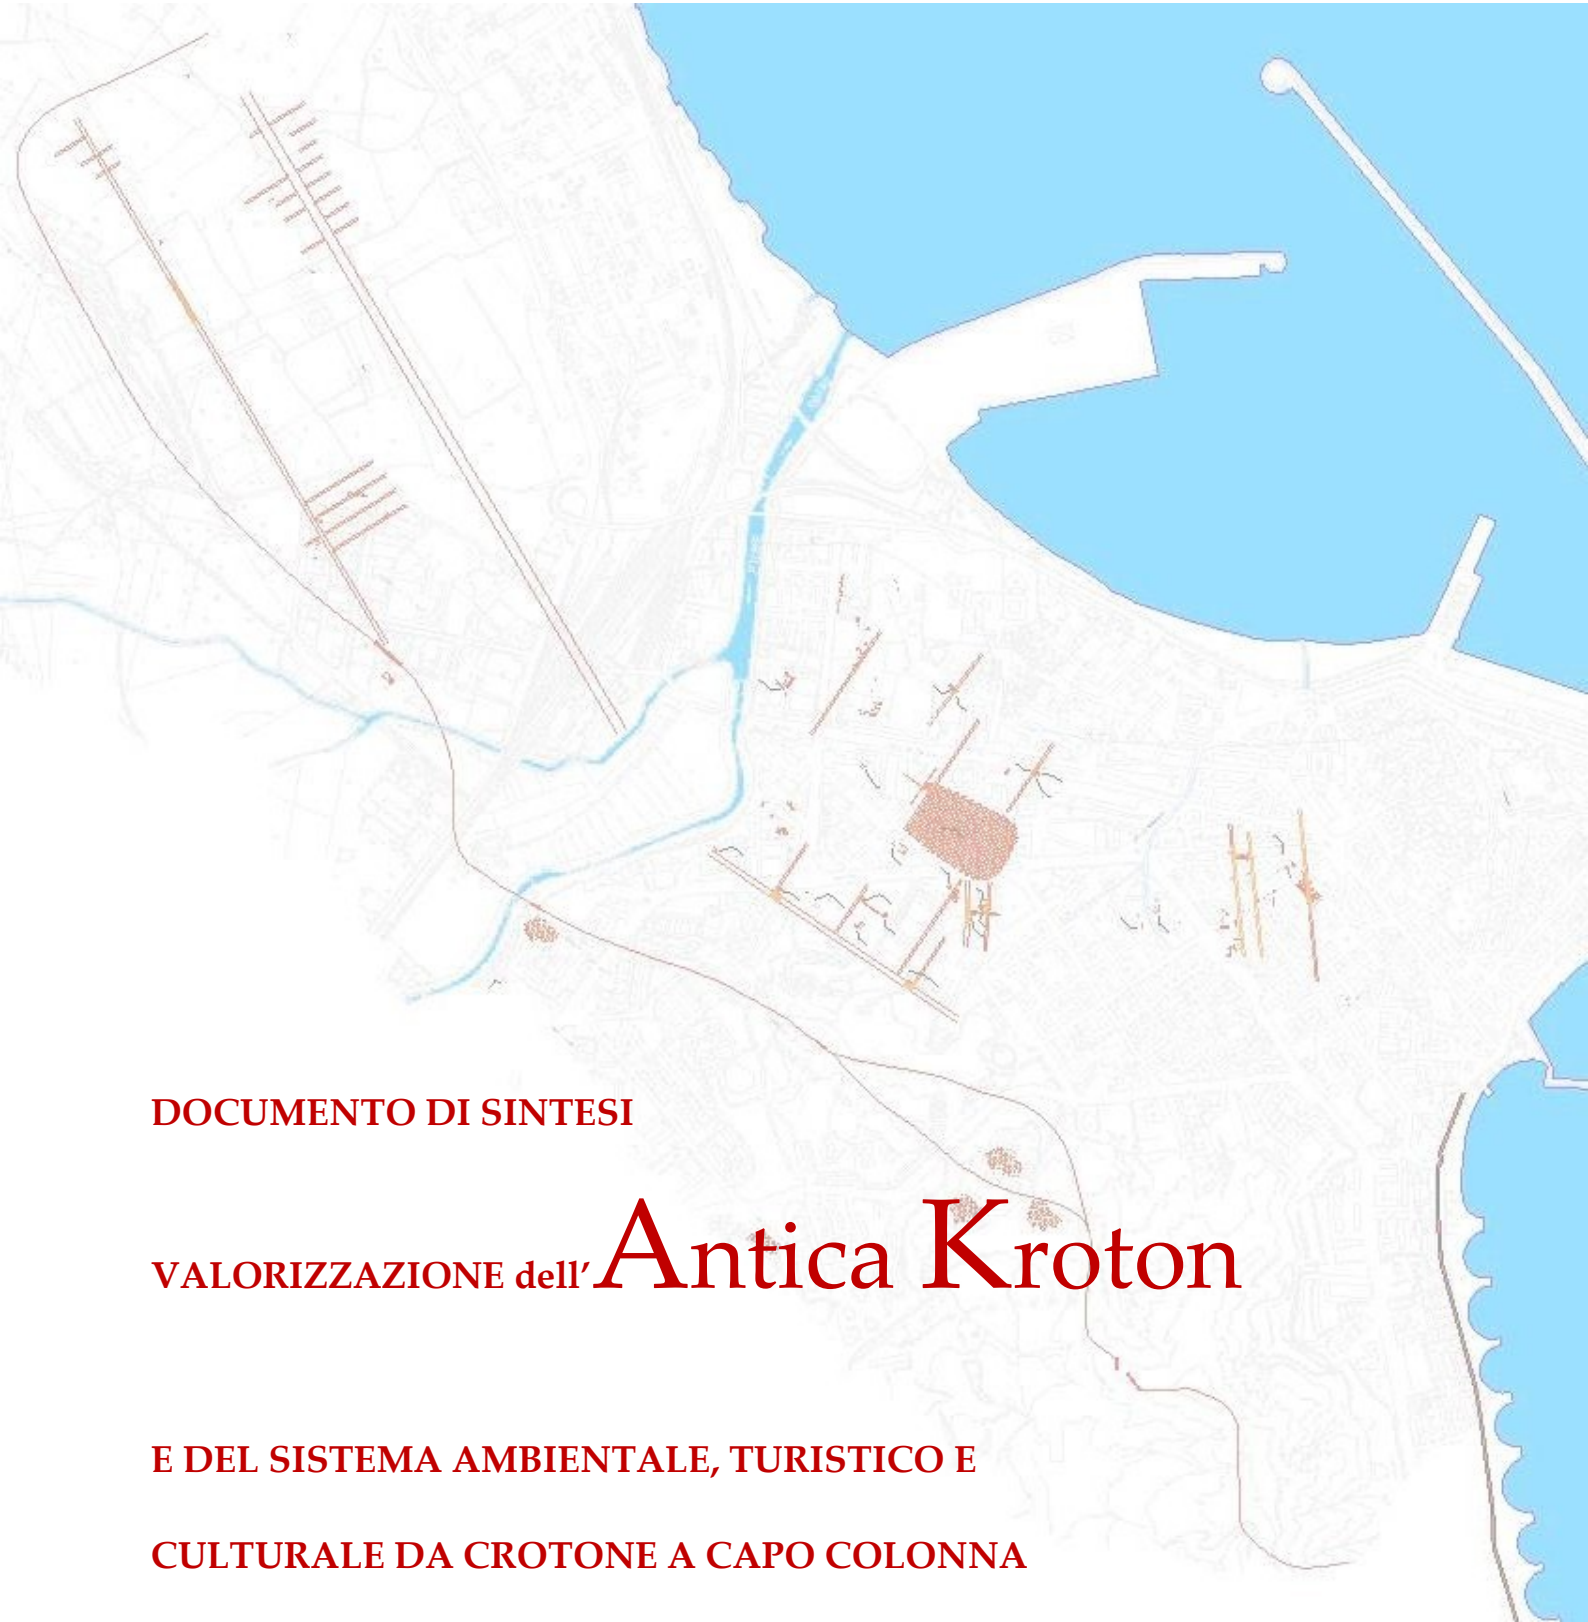 DOCUMENTO DI SINTESI
VALORIZZAZIONE dell’Antica Kroton
E DEL SISTEMA AMBIENTALE, TURISTICO E
CULTURALE DA CROTONE A CAPO COLONNA